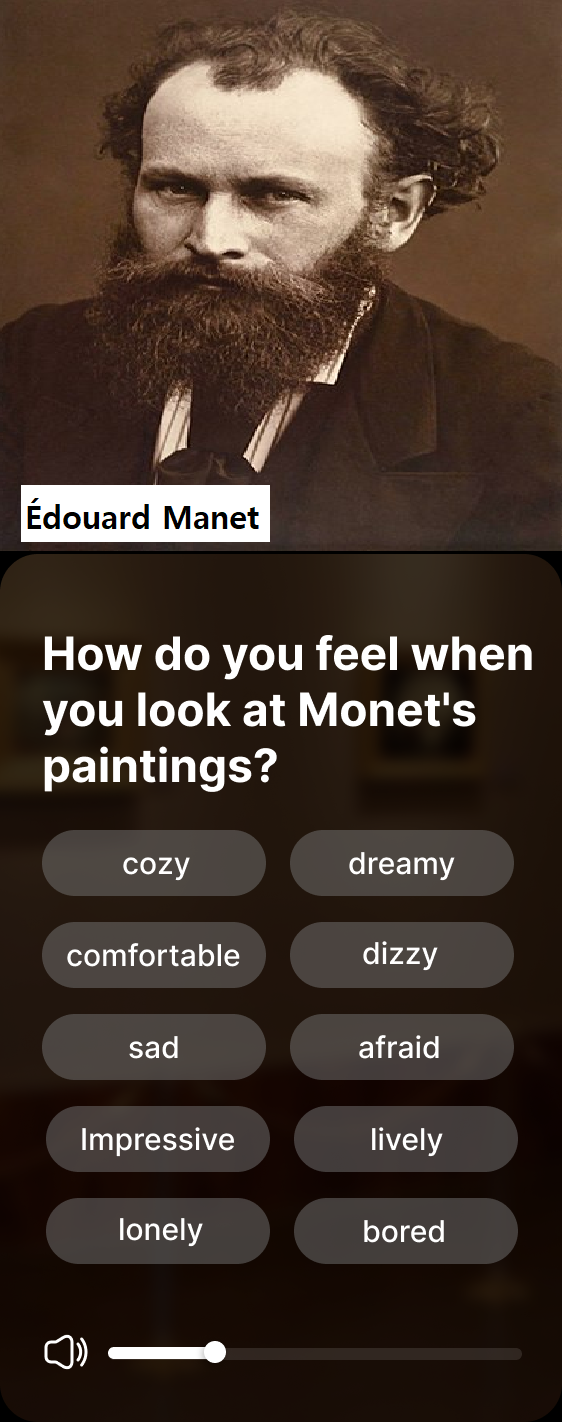 Édouard Manet
How do you feel when
you look at Monet's
paintings?
cozy
dreamy
comfortable
dizzy
sad
afraid
Impressive
lively
lonely
bored